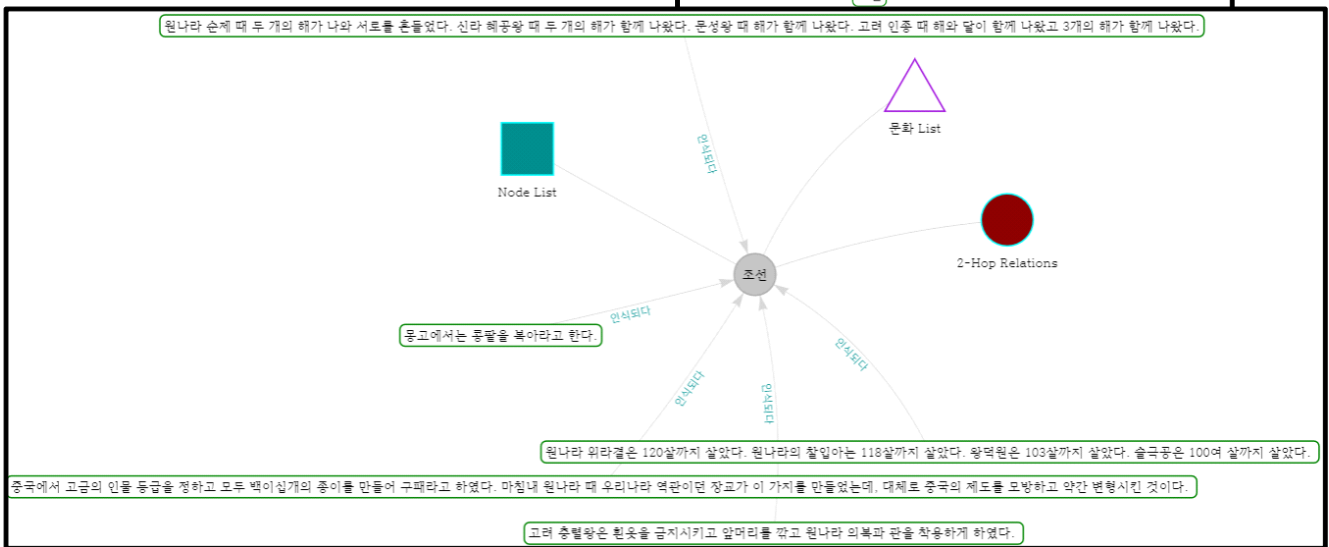 원나라 순제 때 두 개의 해가 나와 서로를 흔들었다. 신라 혜공왕 때 두 개의 해가 함께 나왔다. 문성왕 때 해가 함께 나왔다. 고려 인종 때 해와 달이 함께 나왔고 3개의 해가 함께 나왔다.
문화 List
인식되다
Node List
2-Hop Relations
조선
인식되다
몽고에서는 콩팥을 복아라고 한다.
인식되다
인식되다
인식되다
원나라 위라결은 120살까지 살았다. 원나라의 찰입아는 118살까지 살았다. 왕덕원은 103살까지 살았다. 술극공은 100여 살까지 살았다.
중국에서 고금의 인물 등급을 정하고 모두 백이십개의 종이를 만들어 구패라고 하였다. 마침내 원나라 때 우리나라 역관이던 장교가 이 가지를 만들었는데, 대체로 중국의 제도를 모방하고 약간 변형시킨 것이다.
고려 충렬왕은 흰옷을 금지시키고 앞머리를 깎고 원나라 의복과 관을 착용하게 하였다.